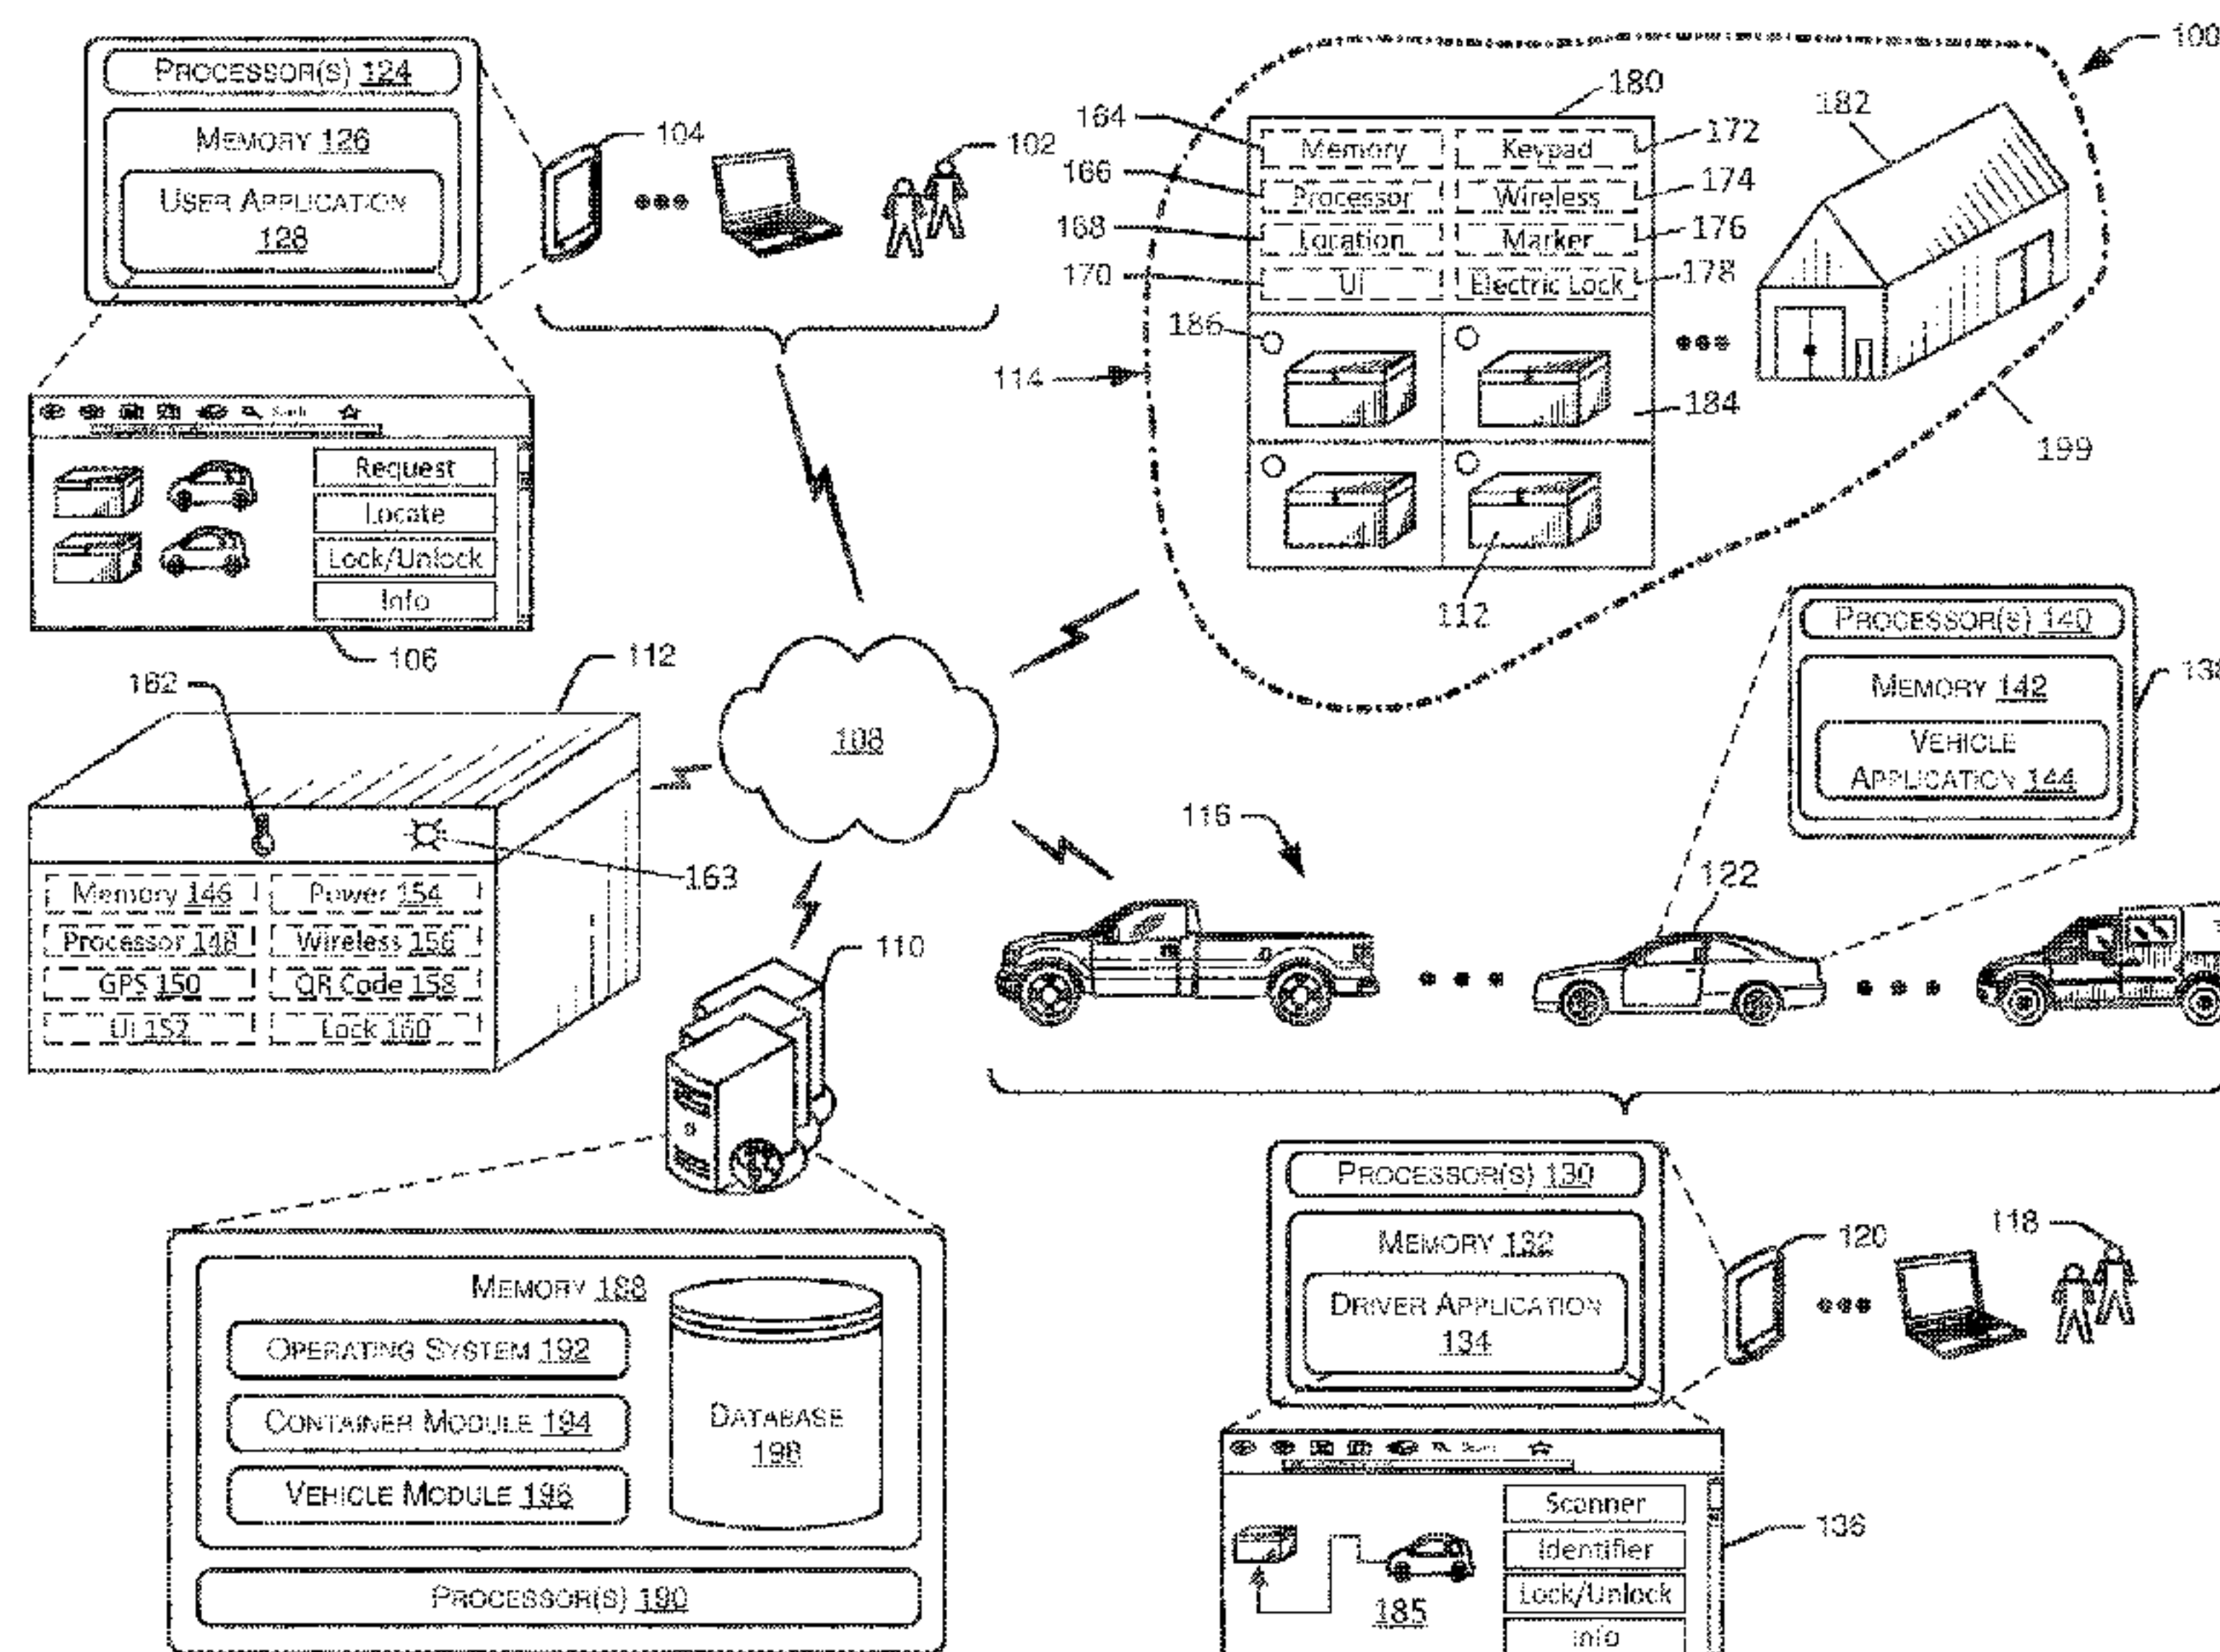 PROCESSOR(S) 124
MEMORY 126
USER APPLICATION
128
104
102
100
180
182
164
Memory
Keypad
172
166
Processor
Wireless
174
168
Location
Marker
176
170
UI
Electric Lock
178
186
114
184
199
112
Request
Locate
Lock/Unlock
Info
106
PROCESSOR(S) 140
MEMORY 142
VEHICLE
APPLICATION 144
162
112
108
163
Memory 146
Power 154
Processor 148
Wireless 156
GPS 150
QR Code 158
UI 152
Lock 160
116
122
110
MEMORY 188
OPERATING SYSTEM 192
CONTAINER MODULE 194
VEHICLE MODULE 196
DATABASE
198
PROCESSOR(S) 190
PROCESSOR(S) 130
MEMORY 132
DRIVER APPLICATION
134
120
118
Scanner
Identifier
Lock/Unlock
Info
185
136